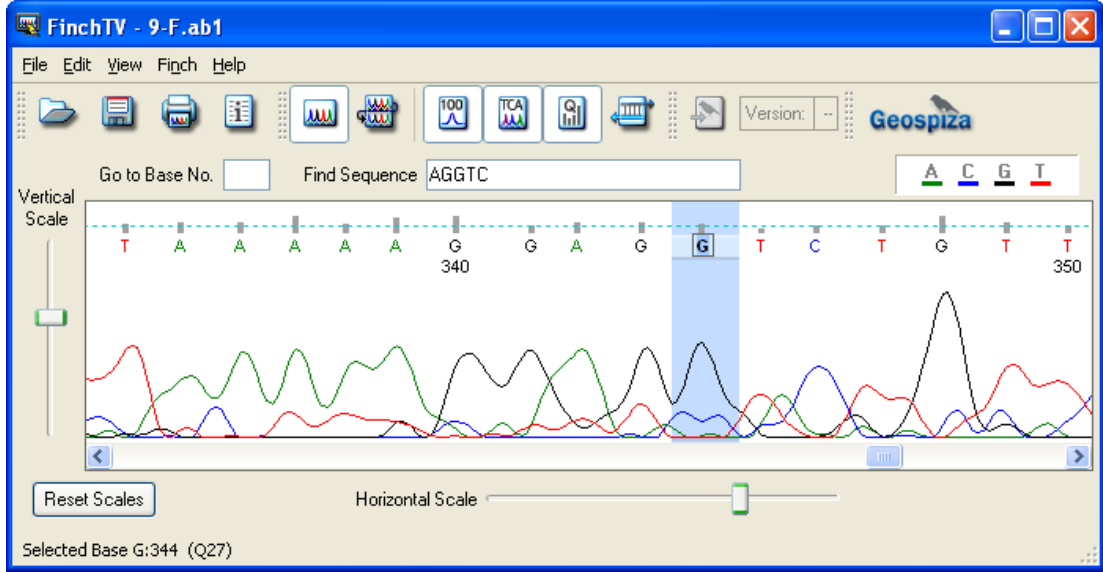 FinchTV - 9-F.ab1
File Edit View Finch Help
100 TCA Q Version: -- Geospiza
Go to Base No. Find Sequence AGGTC A C G T
Vertical
Scale
T A A A A A G G A G G T C T G T T
340 350
Reset Scales Horizontal Scale
Selected Base G:344 (Q27)